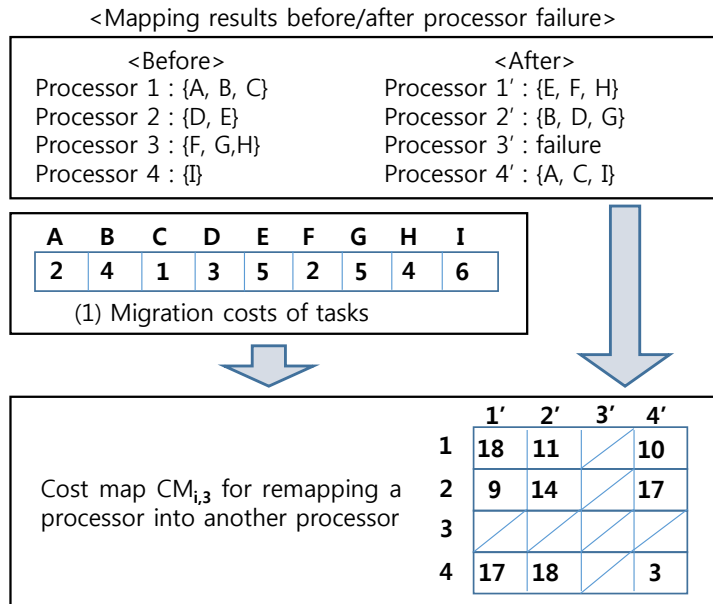 <Mapping results before/after processor failure>
<Before>
Processor 1 : {A, B, C}
Processor 2 : {D, E}
Processor 3 : {F, G,H}
Processor 4 : {I}
<After>
Processor 1' : {E, F, H}
Processor 2' : {B, D, G}
Processor 3' : failure
Processor 4' : {A, C, I}
A B C D E F G H I
2 4 1 3 5 2 5 4 6
(1) Migration costs of tasks
Cost map CMi,3 for remapping a
processor into another processor
1' 2' 3' 4'
1 18 11 10
2 9 14 17
3
4 17 18 3